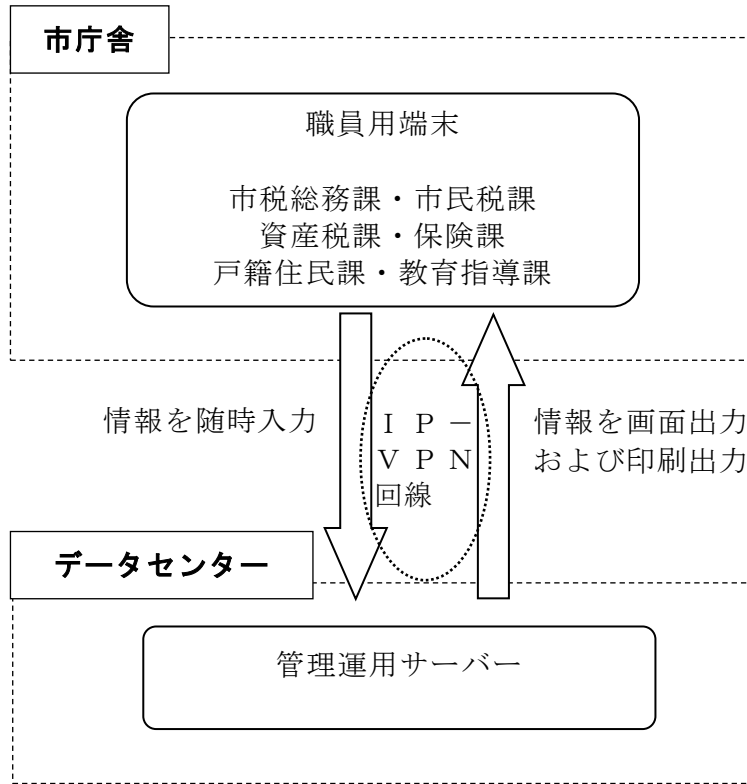 市庁舎
職員用端末
市税総務課・市民税課
資産税課・保険課
戸籍住民課・教育指導課
情報を随時入力
ＩＰ－
ＶＰＮ
回線
情報を画面出力
および印刷出力
データセンター
管理運用サーバー